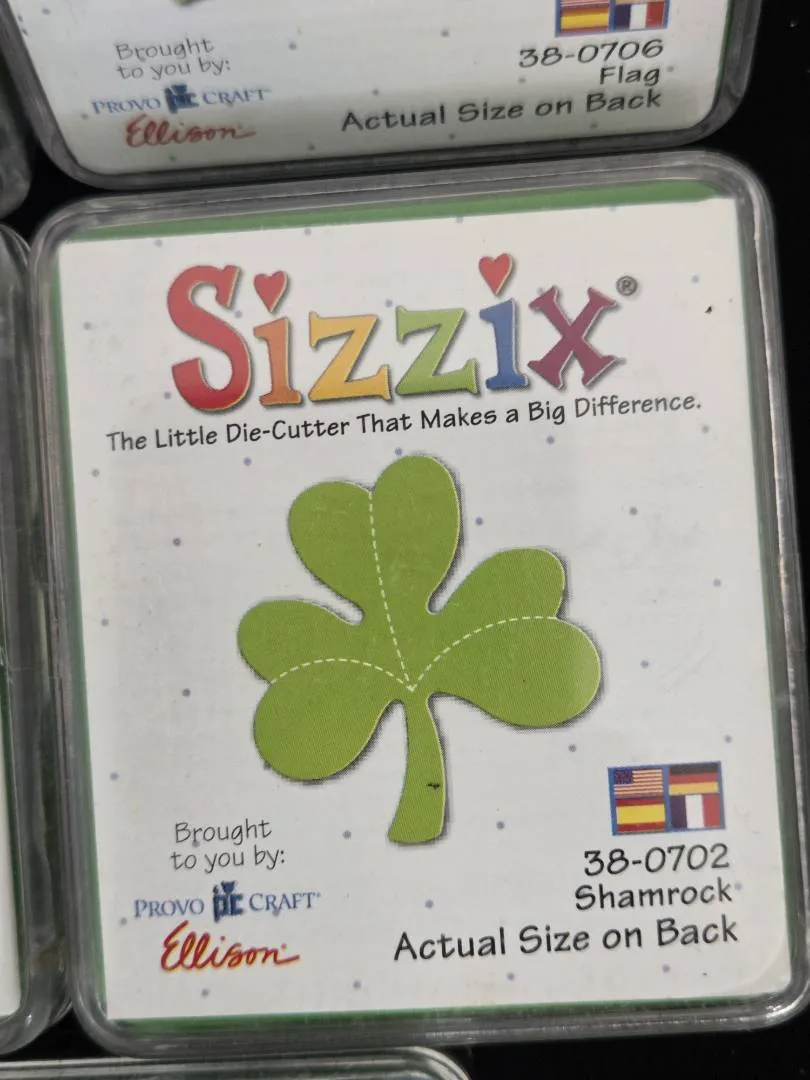 Brought
to you by:
PROVO CRAFT
Ellison
38-0706
Flag
Actual Size on Back
Sizzix®
The Little Die-Cutter That Makes a Big Difference.
Brought
to you by:
PROVO pc CRAFT
Ellison
38-0702
Shamrock
Actual Size on Back